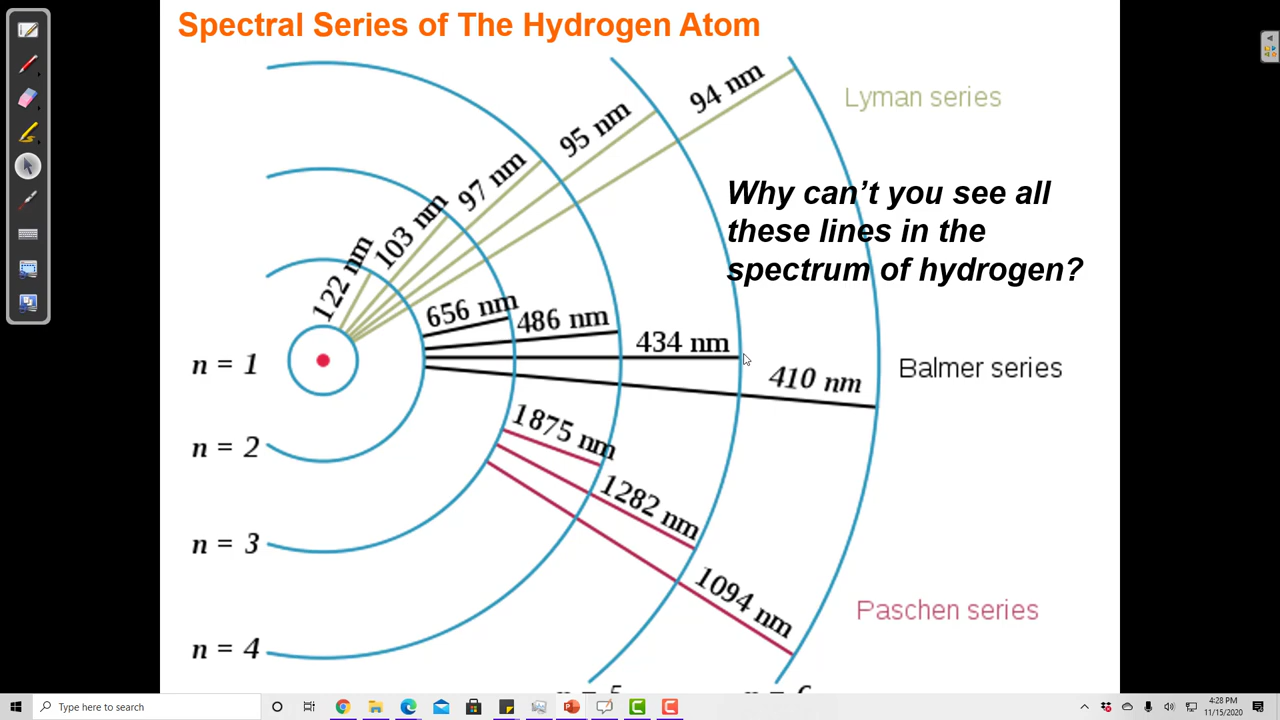 Spectral Series of The Hydrogen Atom
94 nm
Lyman series
95 nm
97 nm
103 nm
122 nm
Why can't you see all
these lines in the
spectrum of hydrogen?
656 nm
486 nm
434 nm
410 nm
n = 1
Balmer series
1875 nm
n = 2
1282 nm
n = 3
1094 nm
Paschen series
n = 4
n = 5
n = 6
Type here to search
4:28 PM
11/15/2020